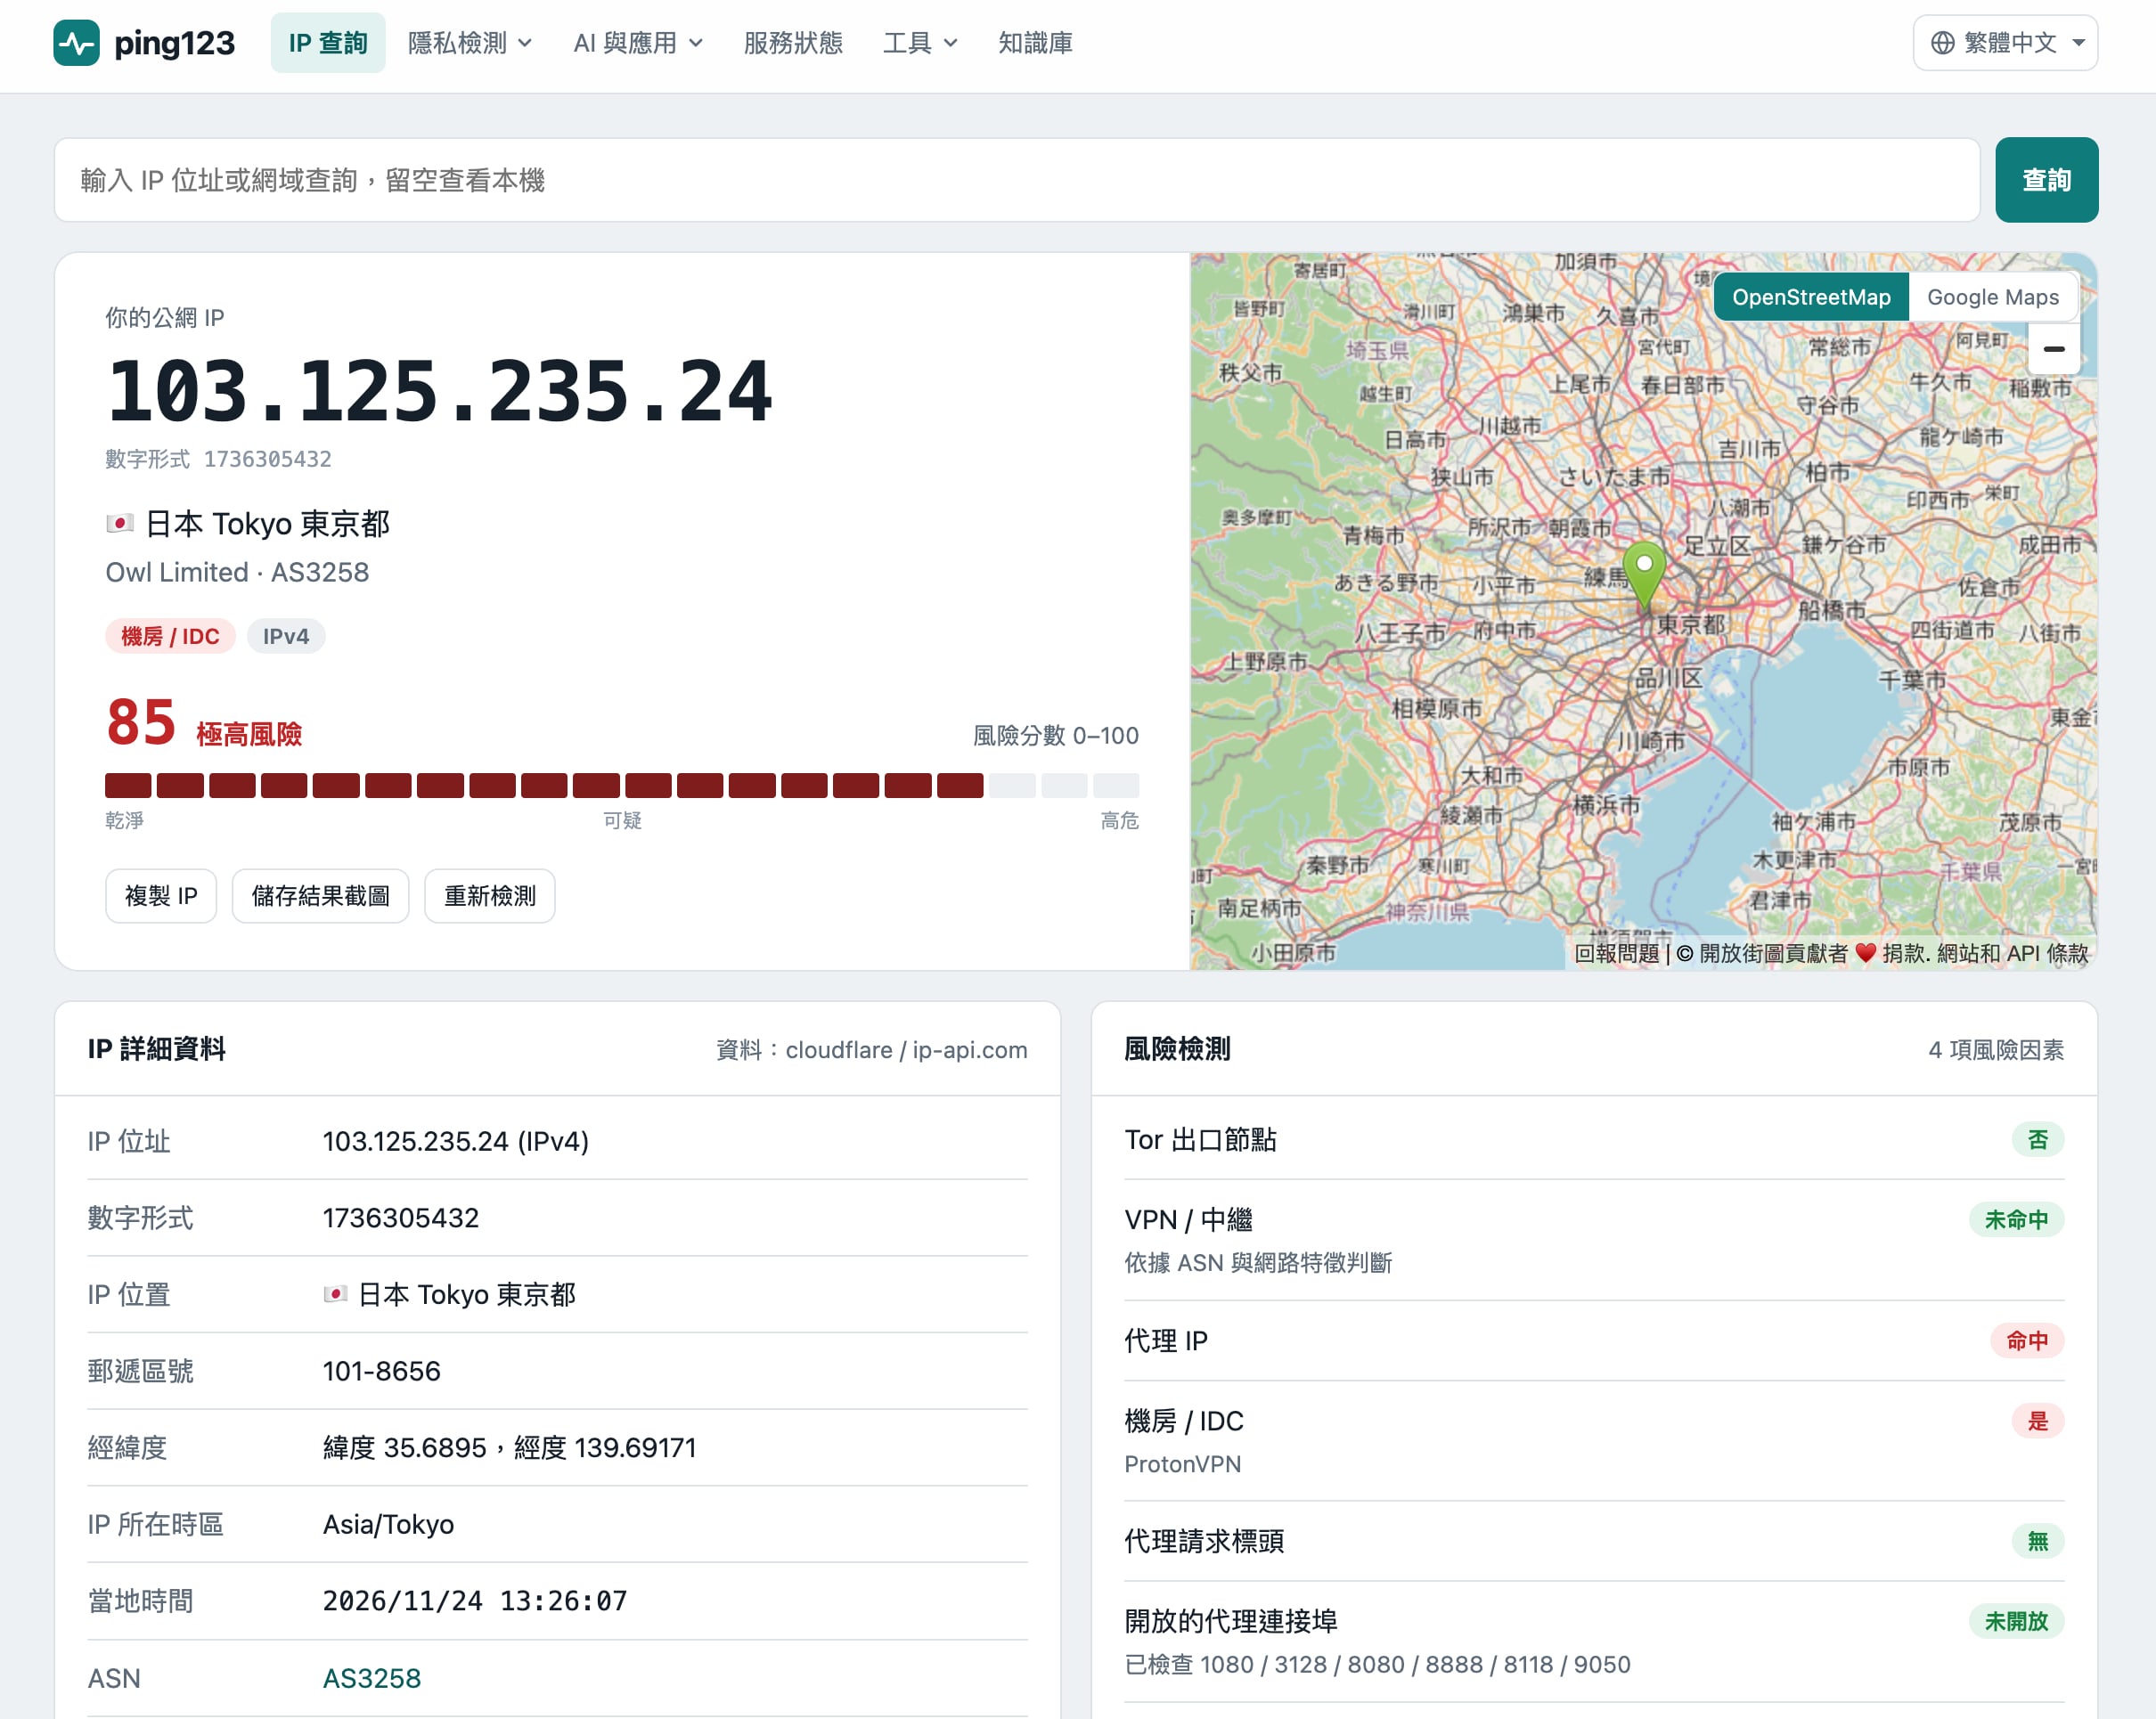 ping123
IP 查詢
隱私檢測
AI 與應用
服務狀態
工具
知識庫
繁體中文
輸入 IP 位址或網域查詢，留空查看本機
查詢
你的公網 IP
103.125.235.24
數字形式 1736305432
日本 Tokyo 東京都
Owl Limited · AS3258
機房 / IDC
IPv4
85 極高風險
風險分數 0–100
乾淨
可疑
高危
複製 IP
儲存結果截圖
重新檢測
OpenStreetMap
Google Maps
寄居町
加須市
皆野町
滑川町
鴻巣市
久喜市
埼玉県
宮代町
常総市
阿見町
秩父市
越生町
上尾市
春日部市
牛久市
稲敷市
守谷市
日高市
川越市
吉川市
龍ケ崎市
狭山市
さいたま市
柏市
印西市
栄町
奥多摩町
青梅市
所沢市
朝霞市
八潮市
足立区
鎌ケ谷市
成田市
あきる野市
小平市
練馬
佐倉市
八王子市
府中市
東京都
船橋市
四街道市
八街市
上野原市
品川区
千葉市
相模原市
東金市
川崎市
大和市
市原市
綾瀬市
横浜市
袖ケ浦市
茂原市
秦野市
寒川町
木更津市
千葉県
一宮町
南足柄市
神奈川県
君津市
小田原市
横須賀市
回報問題 | © 開放街圖貢獻者 ♥ 捐款. 網站和 API 條款
IP 詳細資料
資料：cloudflare / ip-api.com
IP 位址
103.125.235.24 (IPv4)
數字形式
1736305432
IP 位置
日本 Tokyo 東京都
郵遞區號
101-8656
經緯度
緯度 35.6895，經度 139.69171
IP 所在時區
Asia/Tokyo
當地時間
2026/11/24 13:26:07
ASN
AS3258
風險檢測
4 項風險因素
Tor 出口節點
否
VPN / 中繼
未命中
依據 ASN 與網路特徵判斷
代理 IP
命中
機房 / IDC
是
ProtonVPN
代理請求標頭
無
開放的代理連接埠
未開放
已檢查 1080 / 3128 / 8080 / 8888 / 8118 / 9050